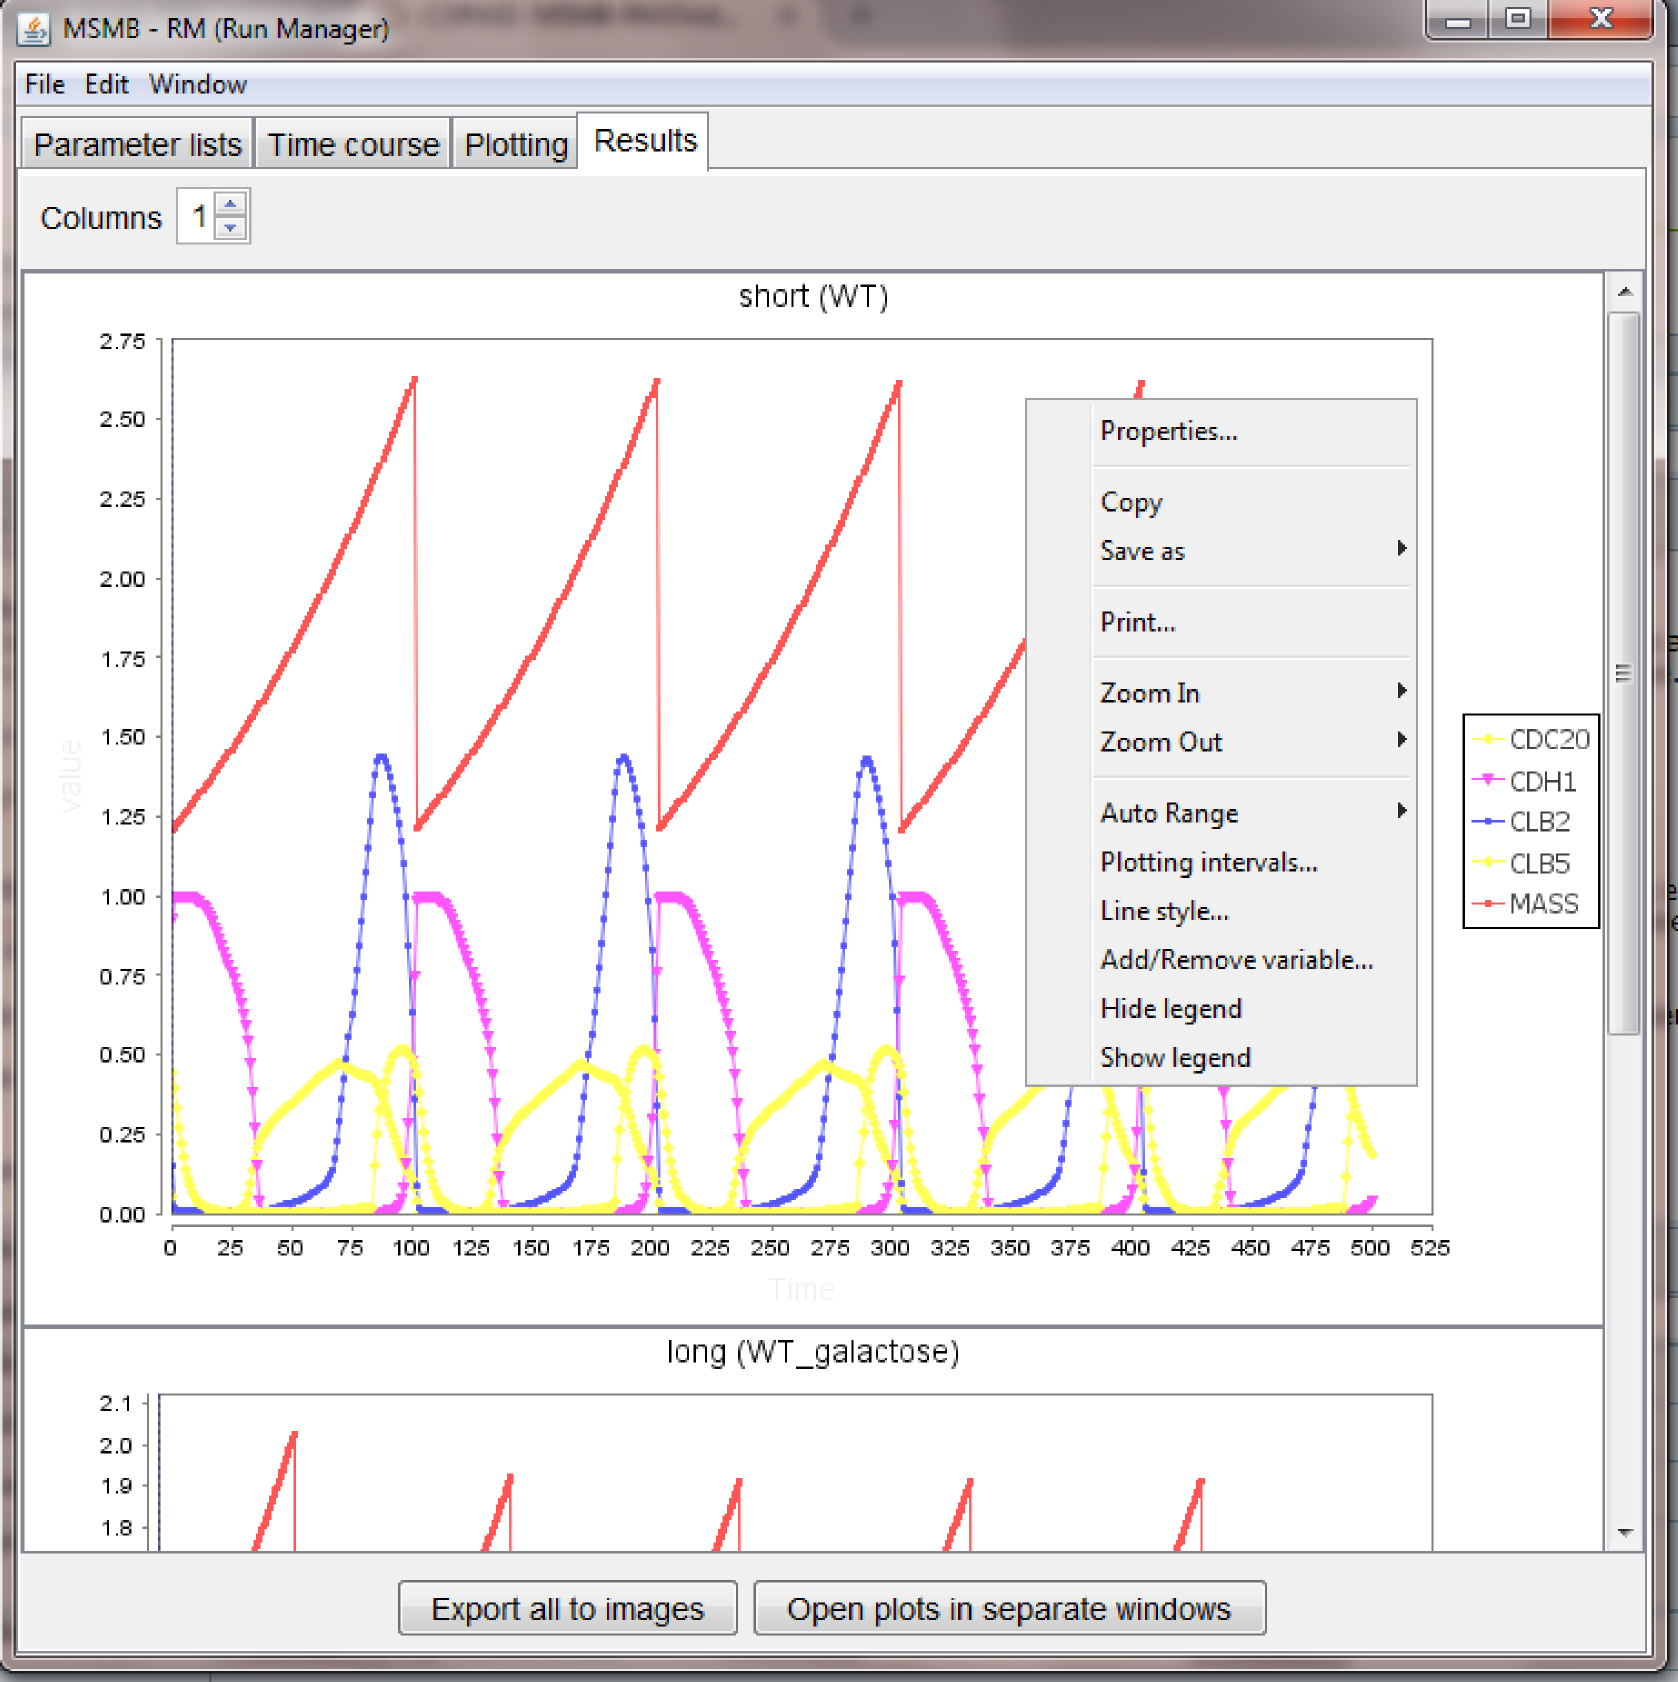 MSMB - RM (Run Manager)
File Edit Window
Parameter lists Time course Plotting Results
Columns 1
short (WT)
2.75
2.50
2.25
2.00
1.75
1.50
1.25
1.00
0.75
0.50
0.25
0.00
value
0 25 50 75 100 125 150 175 200 225 250 275 300 325 350 375 400 425 450 475 500 525
Time
Properties...
Copy
Save as
Print...
Zoom In
Zoom Out
Auto Range
Plotting intervals...
Line style...
Add/Remove variable...
Hide legend
Show legend
CDC20
CDH1
CLB2
CLB5
MASS
long (WT_galactose)
2.1
2.0
1.9
1.8
Export all to images Open plots in separate windows